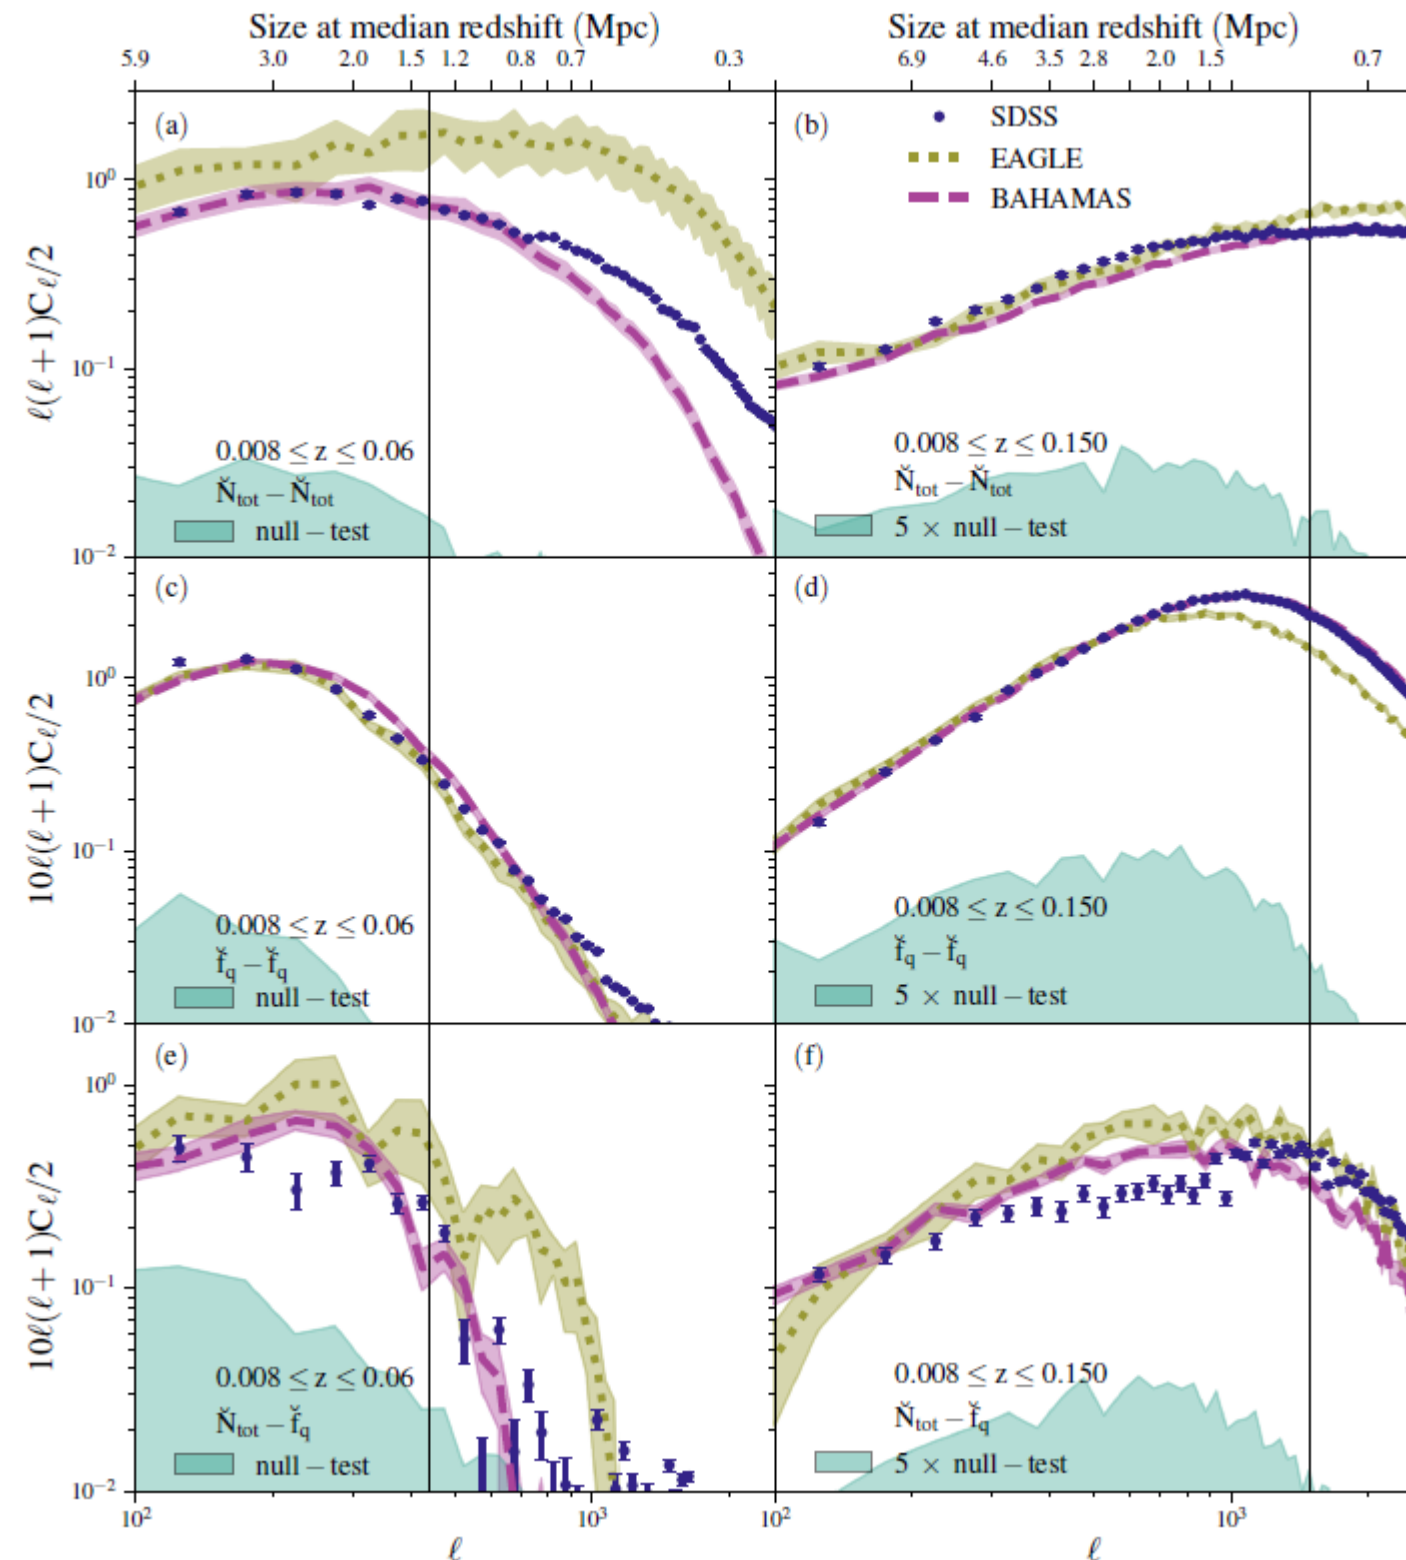 Size at median redshift (Mpc)
5.9 3.0 2.0 1.5 1.2 0.8 0.7 0.3
Size at median redshift (Mpc)
6.9 4.6 3.5 2.8 2.0 1.5 0.7
(a)
ℓ(ℓ+1)Cℓ/2
10⁰
10⁻¹
10⁻²
0.008 ≤ z ≤ 0.06
Ňtot − Ňtot
null − test
(b)
SDSS
EAGLE
BAHAMAS
0.008 ≤ z ≤ 0.150
Ňtot − Ňtot
5 × null − test
(c)
10ℓ(ℓ+1)Cℓ/2
10⁰
10⁻¹
10⁻²
0.008 ≤ z ≤ 0.06
f̌q − f̌q
null − test
(d)
0.008 ≤ z ≤ 0.150
f̌q − f̌q
5 × null − test
(e)
10ℓ(ℓ+1)Cℓ/2
10⁰
10⁻¹
10⁻²
0.008 ≤ z ≤ 0.06
Ňtot − f̌q
null − test
(f)
0.008 ≤ z ≤ 0.150
Ňtot − f̌q
5 × null − test
10² 10³
ℓ
10² 10³
ℓ